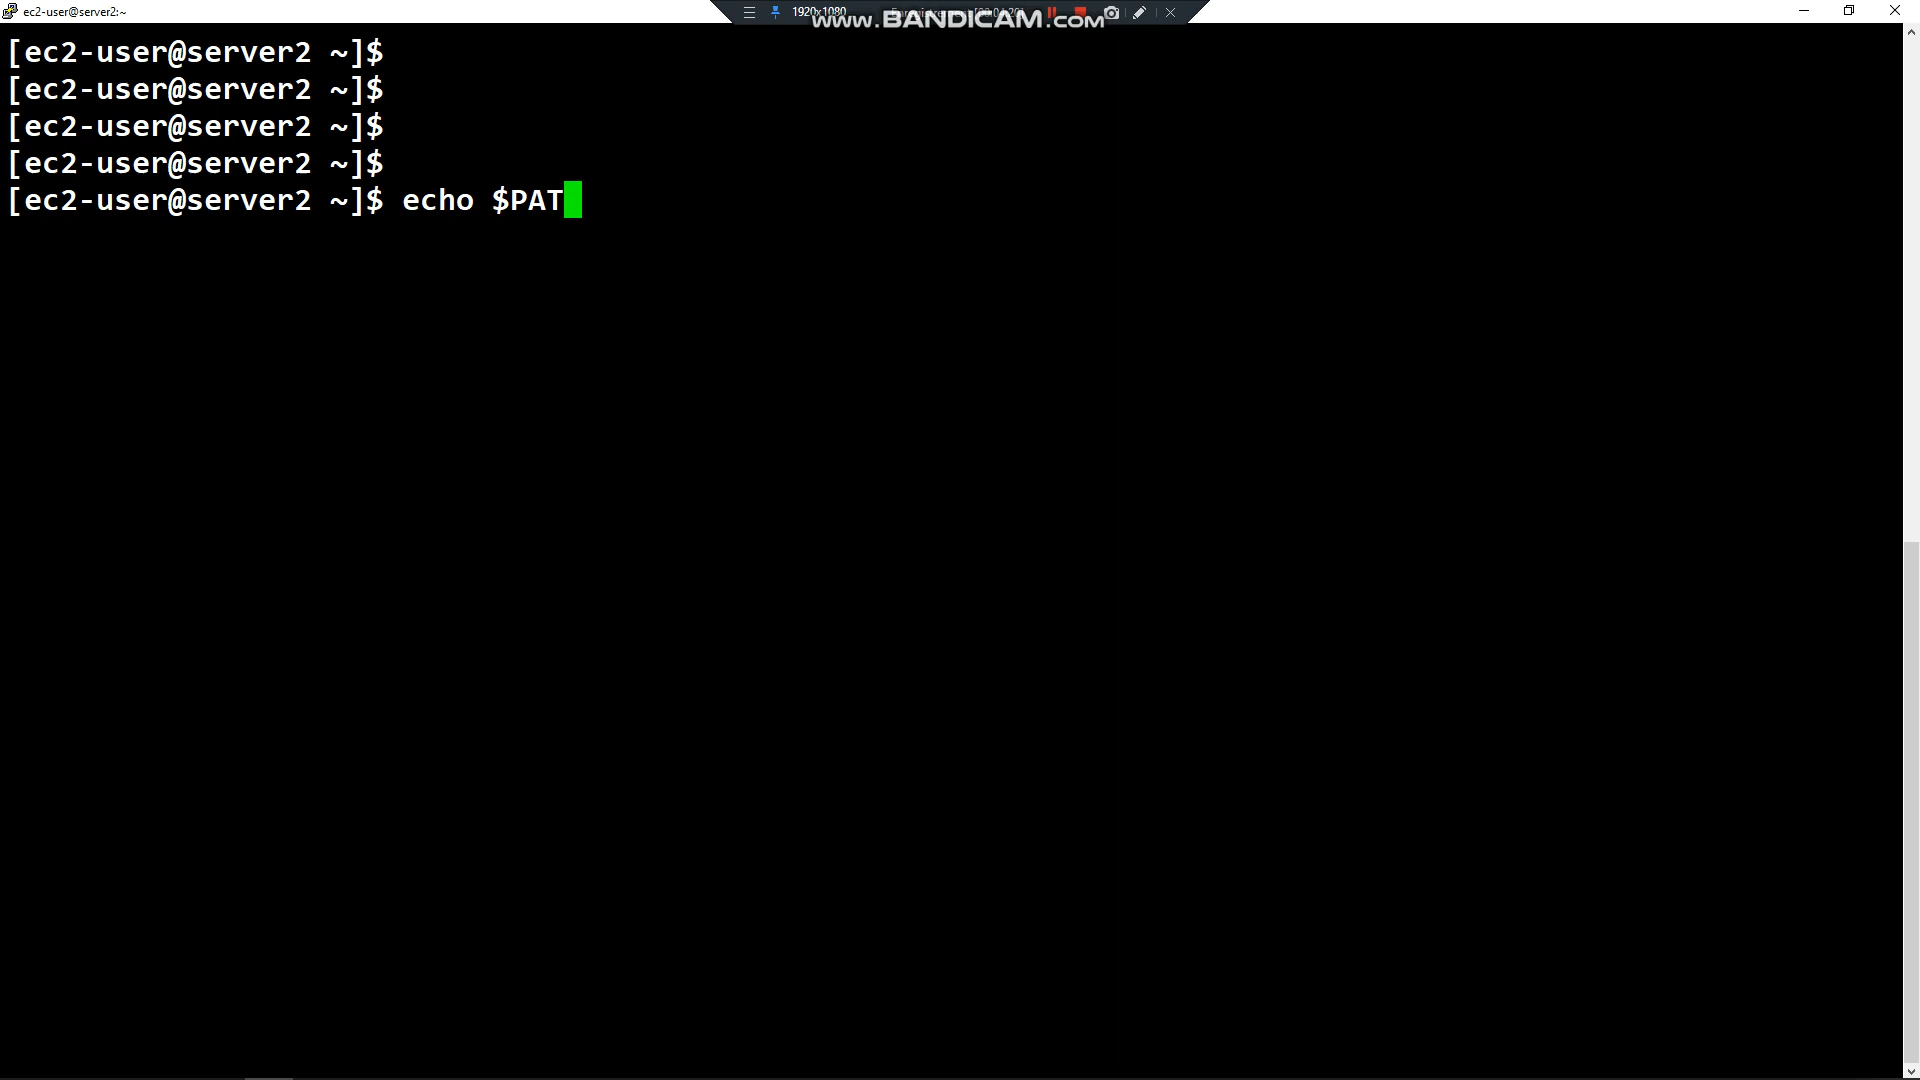 ec2-user@server2:~
1920x1080
www.BANDICAM.com
[ec2-user@server2 ~]$
[ec2-user@server2 ~]$
[ec2-user@server2 ~]$
[ec2-user@server2 ~]$
[ec2-user@server2 ~]$ echo $PAT